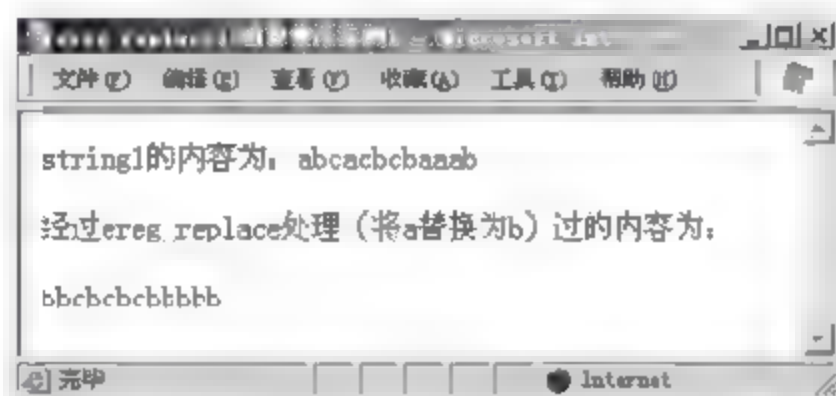 - Microsoft Int
文件(F) 编辑(E) 查看(V) 收藏(A) 工具(T) 帮助(H)
string1的内容为：abcacbcbaaab
经过ereg_replace处理（将a替换为b）过的内容为：
bbcbcbcbbbbb
完毕 Internet